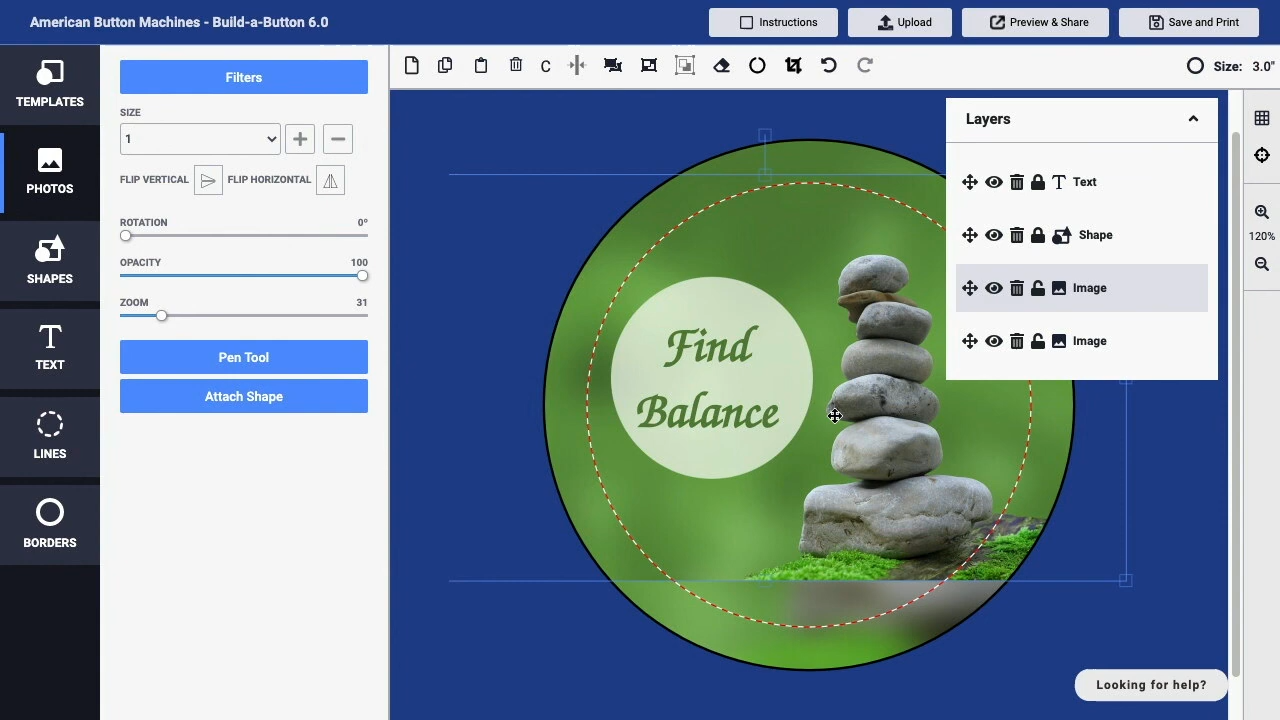 American Button Machines - Build-a-Button 6.0
Instructions
Upload
Preview & Share
Save and Print
TEMPLATES
PHOTOS
SHAPES
TEXT
LINES
BORDERS
Filters
SIZE
1
FLIP VERTICAL
FLIP HORIZONTAL
ROTATION 0°
OPACITY 100
ZOOM 31
Pen Tool
Attach Shape
C
Size: 3.0"
Find
Balance
Layers
Text
Shape
Image
Image
120%
Looking for help?